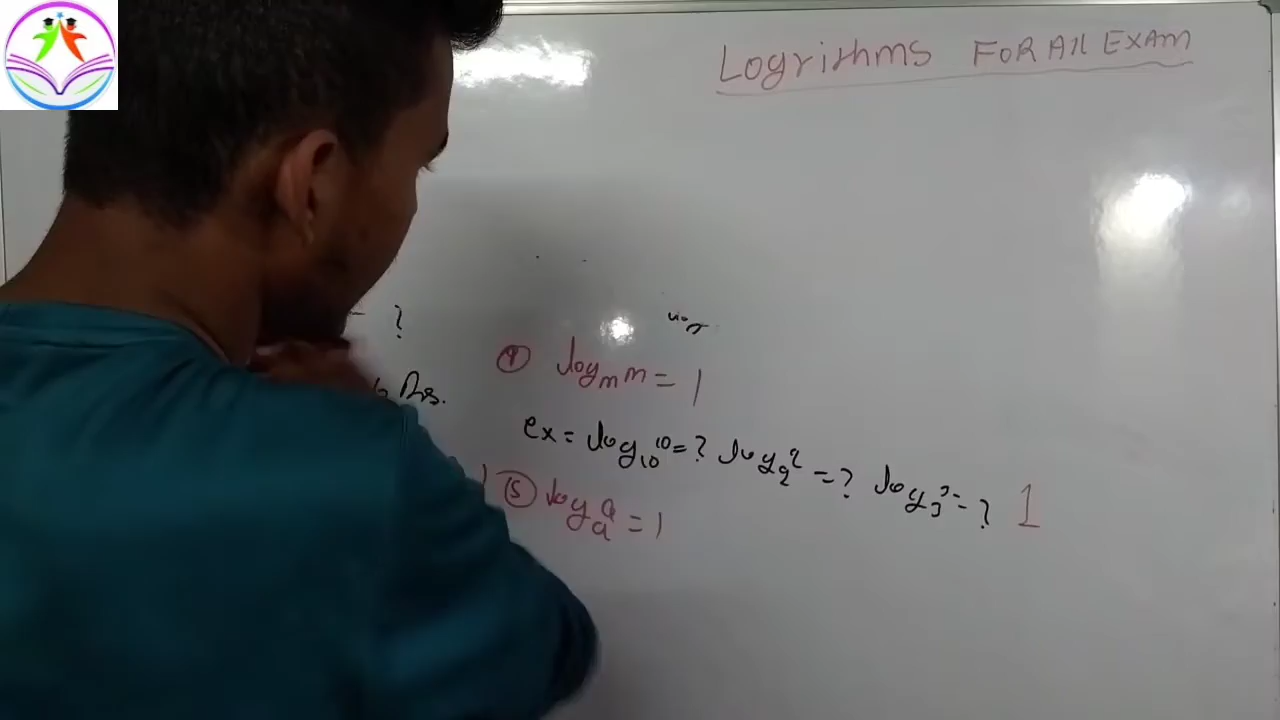 Logrithms FOR All EXAM
- ?
6 Ans.
④ log_m m = 1
ex = log_10 10 = ? log_2 2 = ? log_3 3 = ? 1
⑤ log_a a = 1